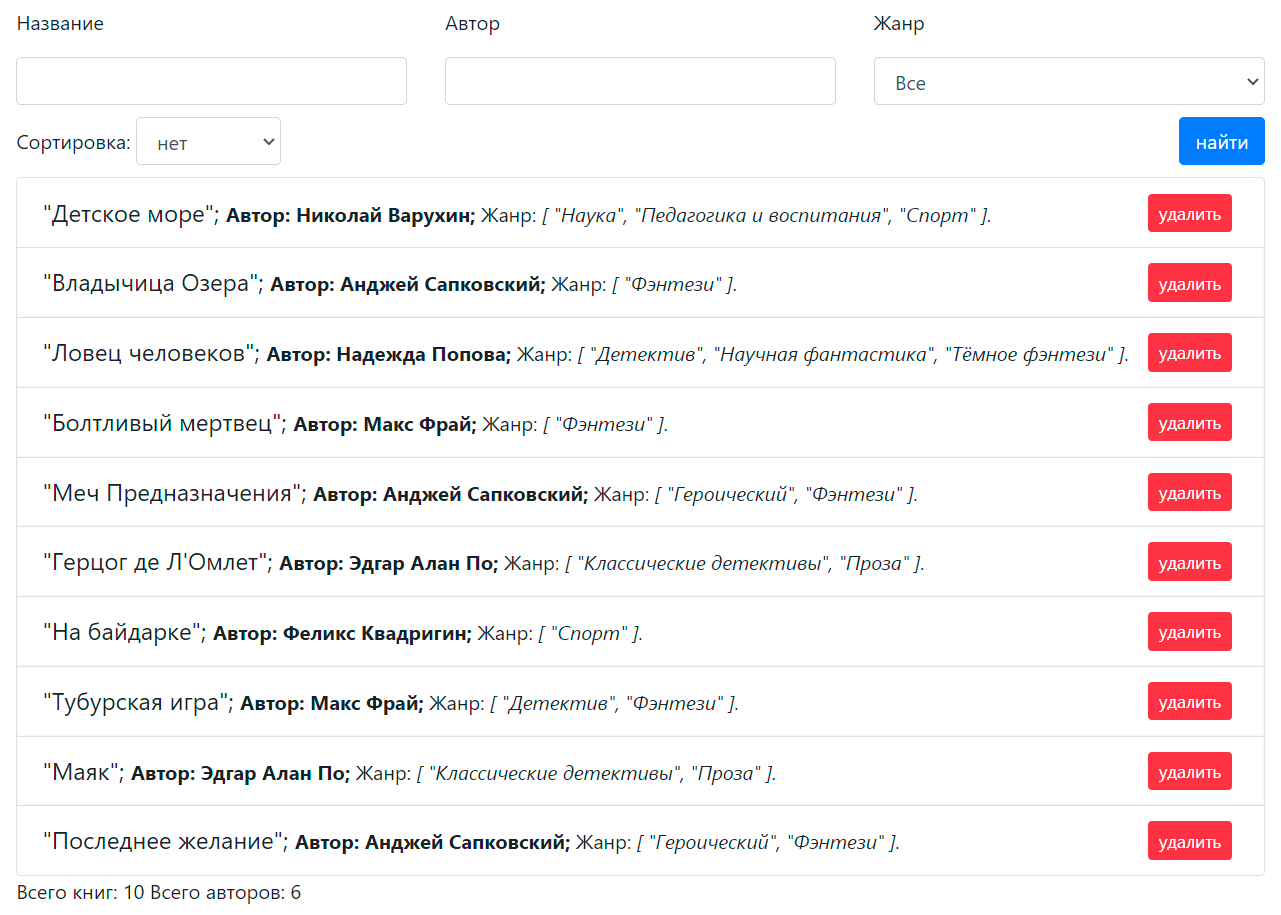 Название Автор Жанр
Все
Сортировка: нет найти
"Детское море"; Автор: Николай Варухин; Жанр: [ "Наука", "Педагогика и воспитания", "Спорт" ]. удалить
"Владычица Озера"; Автор: Анджей Сапковский; Жанр: [ "Фэнтези" ]. удалить
"Ловец человеков"; Автор: Надежда Попова; Жанр: [ "Детектив", "Научная фантастика", "Тёмное фэнтези" ]. удалить
"Болтливый мертвец"; Автор: Макс Фрай; Жанр: [ "Фэнтези" ]. удалить
"Меч Предназначения"; Автор: Анджей Сапковский; Жанр: [ "Героический", "Фэнтези" ]. удалить
"Герцог де Л'Омлет"; Автор: Эдгар Алан По; Жанр: [ "Классические детективы", "Проза" ]. удалить
"На байдарке"; Автор: Феликс Квадригин; Жанр: [ "Спорт" ]. удалить
"Тубурская игра"; Автор: Макс Фрай; Жанр: [ "Детектив", "Фэнтези" ]. удалить
"Маяк"; Автор: Эдгар Алан По; Жанр: [ "Классические детективы", "Проза" ]. удалить
"Последнее желание"; Автор: Анджей Сапковский; Жанр: [ "Героический", "Фэнтези" ]. удалить
Всего книг: 10 Всего авторов: 6